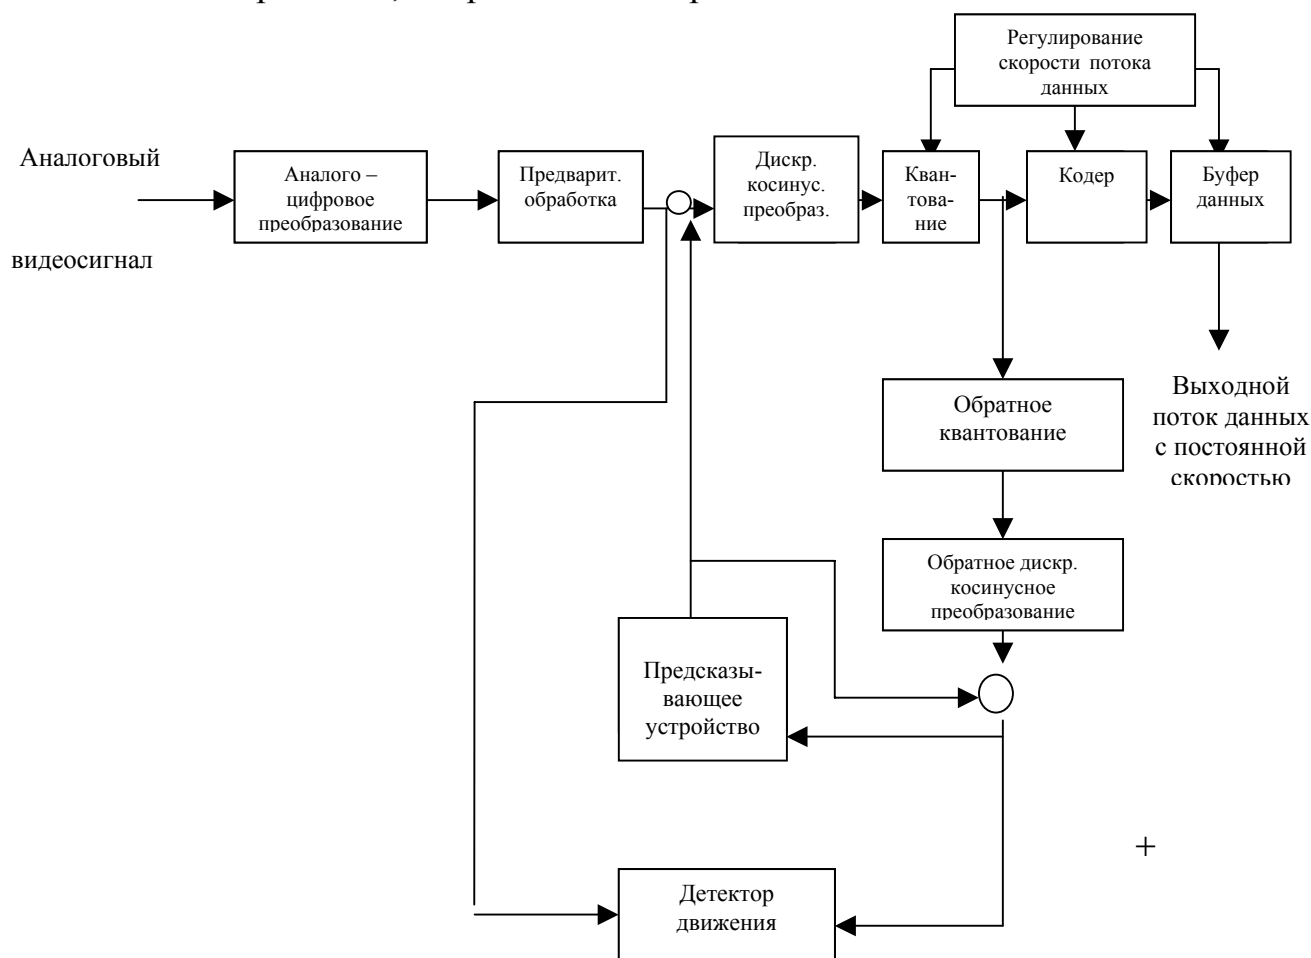 Регулирование
скорости потока
данных
Аналоговый
видеосигнал
Аналого –
цифровое
преобразование
Предварит.
обработка
Дискр.
косинус.
преобраз.
Кван-
това-
ние
Кодер
Буфер
данных
Выходной
поток данных
с постоянной
скоростью
Обратное
квантование
Обратное дискр.
косинусное
преобразование
Предсказы-
вающее
устройство
+
Детектор
движения